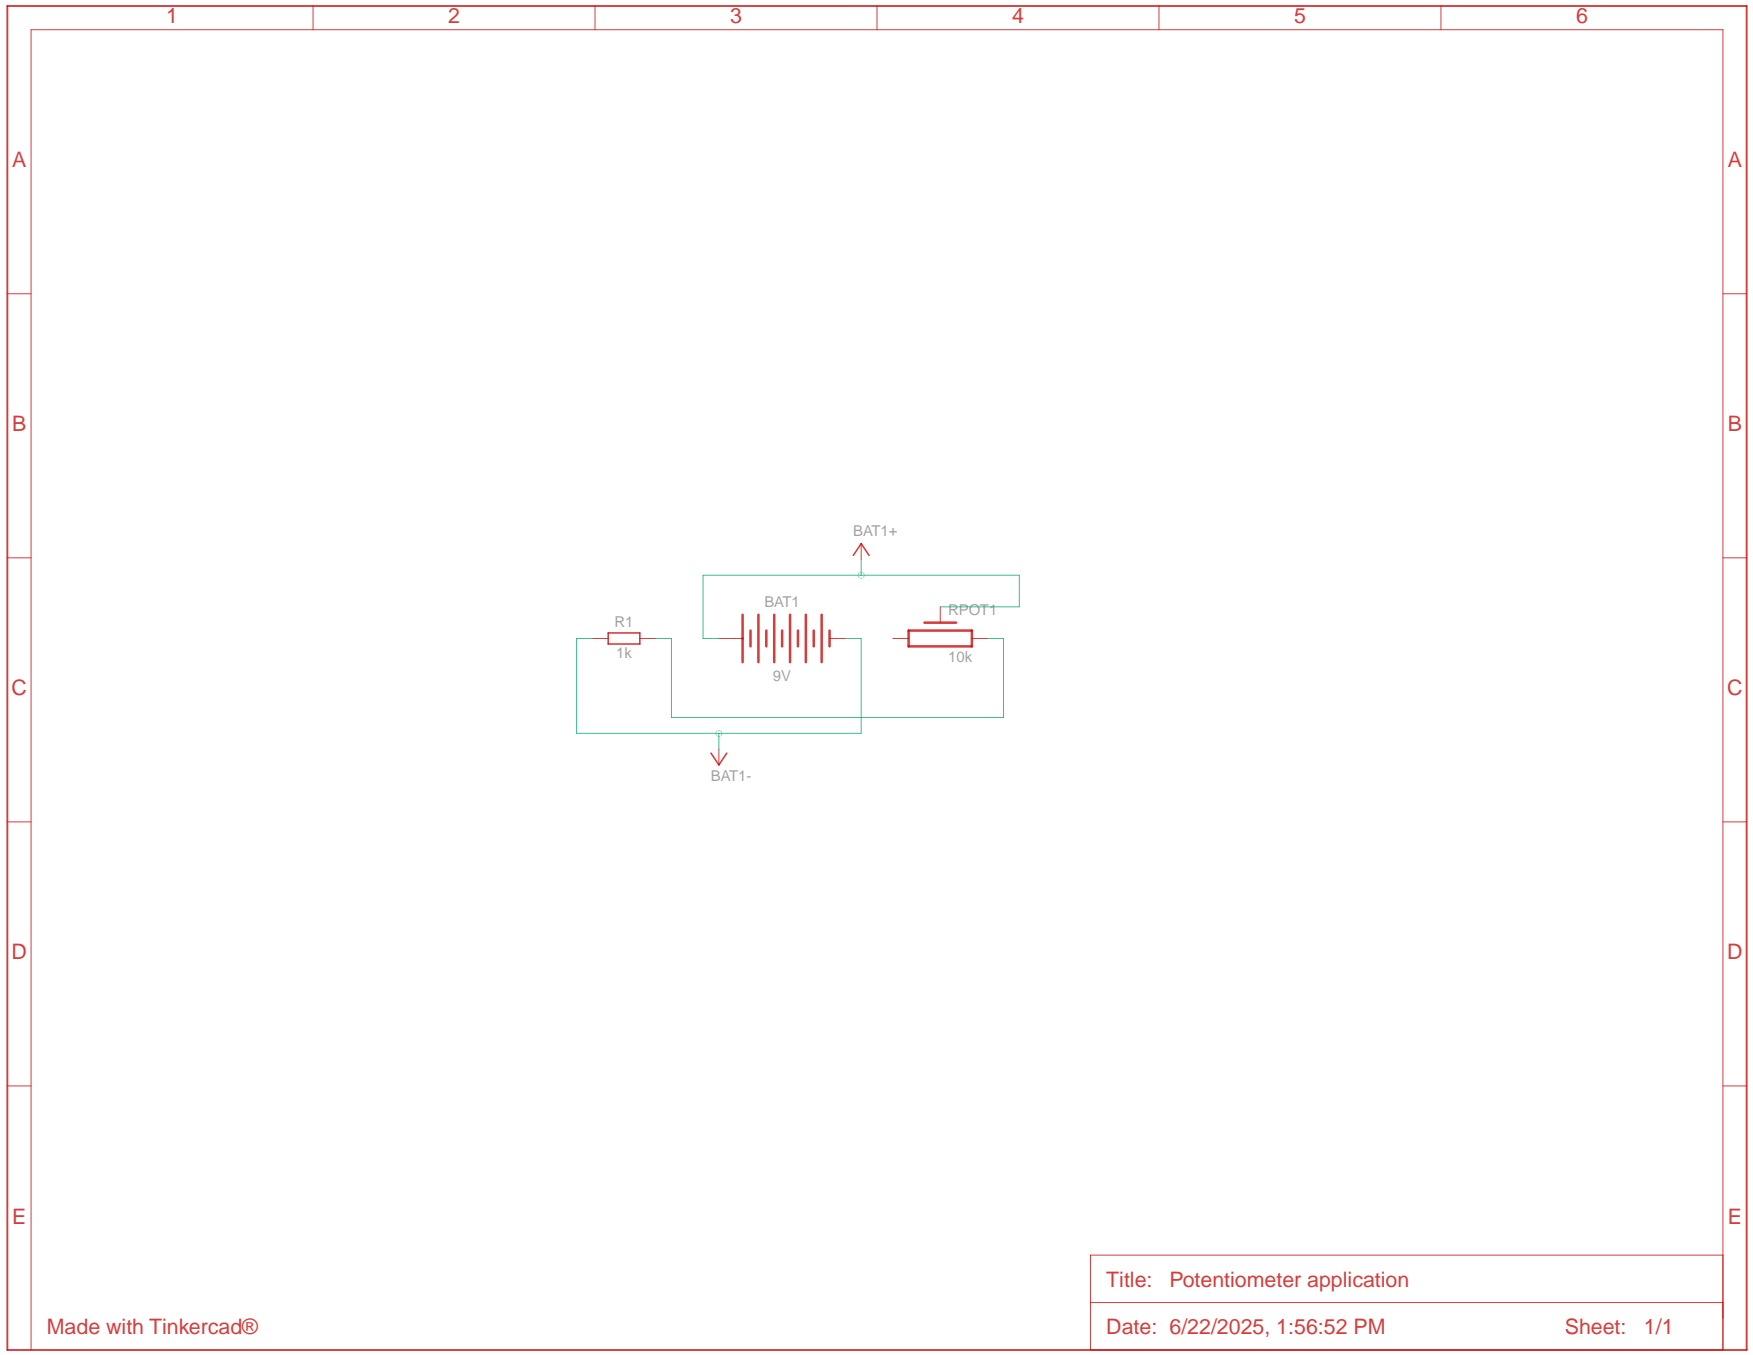 1 2 3 4 5 6
A A
B B
BAT1+
BAT1 RPOT1
R1
1k 10k
9V
C C
BAT1-
D D
E E
Title: Potentiometer application
Made with Tinkercad® Date: 6/22/2025, 1:56:52 PM Sheet: 1/1